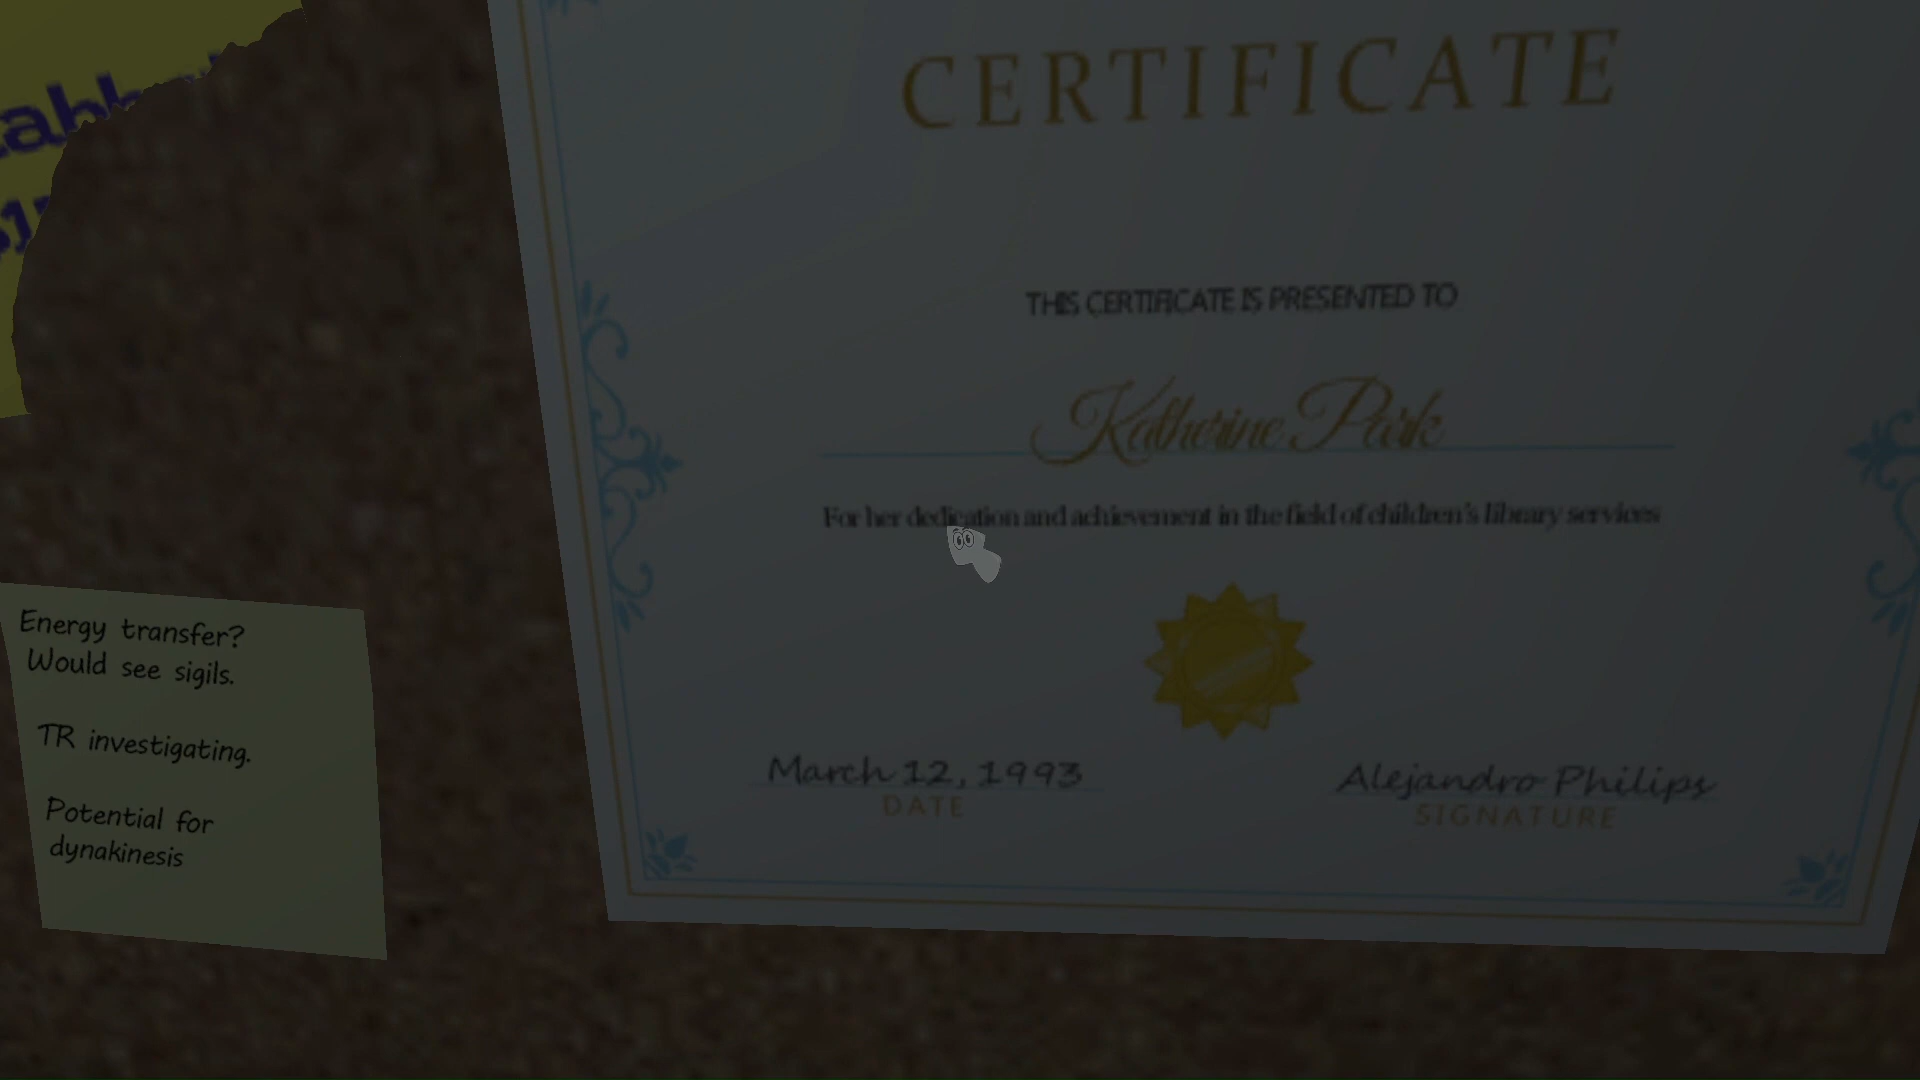 CERTIFICATE
THIS CERTIFICATE IS PRESENTED TO
Katherine Park
For her dedication and achievement in the field of children's library services
March 12, 1993
DATE
Alejandro Philips
SIGNATURE
Energy transfer?
Would see sigils.
TR investigating.
Potential for
dynakinesis